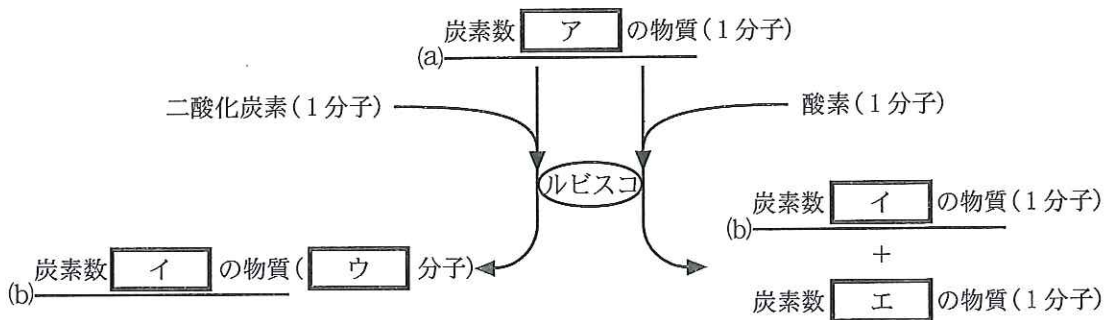 炭素数 ア の物質(1分子)
(a)
二酸化炭素(1分子)
酸素(1分子)
ルビスコ
炭素数 イ の物質(1分子)
(b)
+
炭素数 エ の物質(1分子)
炭素数 イ の物質( ウ 分子)
(b)